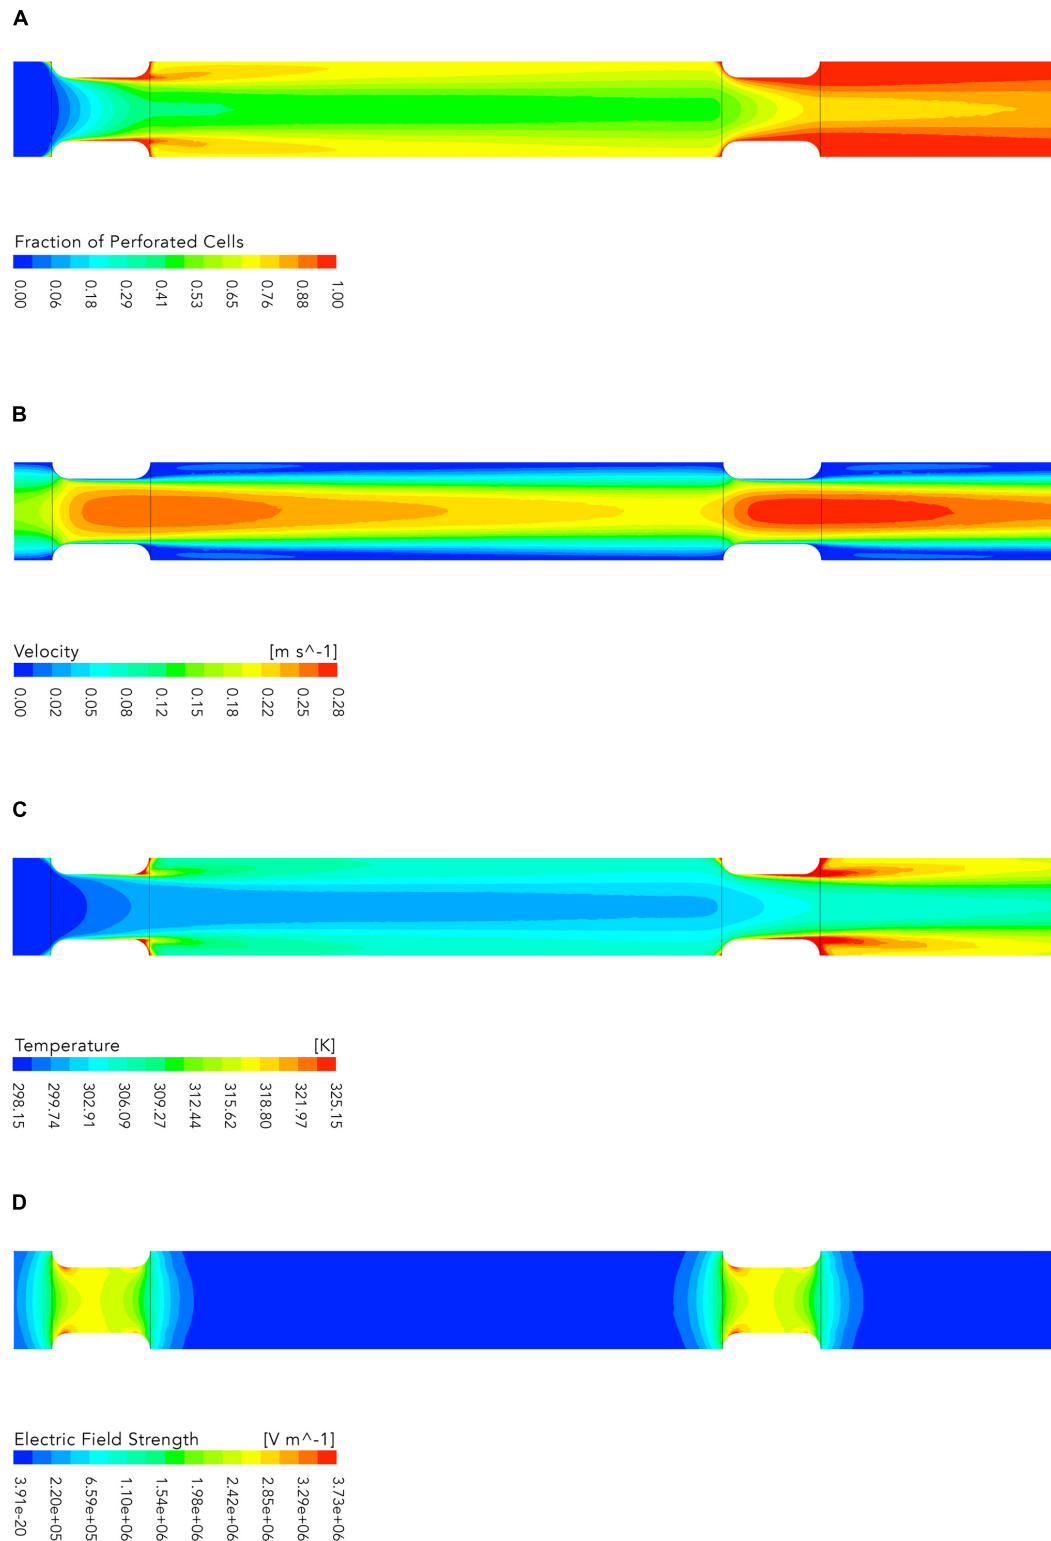 A
Fraction of Perforated Cells
0.00 0.06 0.18 0.29 0.41 0.53 0.65 0.76 0.88 1.00
B
Velocity [m s^-1]
0.00 0.02 0.05 0.08 0.12 0.15 0.18 0.22 0.25 0.28
C
Temperature [K]
298.15 299.74 302.91 306.09 309.27 312.44 315.62 318.80 321.97 325.15
D
Electric Field Strength [V m^-1]
3.91e-20 2.20e+05 6.59e+05 1.10e+06 1.54e+06 1.98e+06 2.42e+06 2.85e+06 3.29e+06 3.73e+06